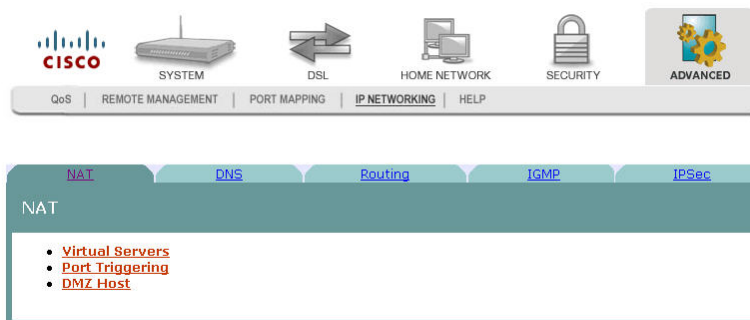 CISCO
SYSTEM DSL HOME NETWORK SECURITY ADVANCED
QoS | REMOTE MANAGEMENT | PORT MAPPING | IP NETWORKING | HELP
NAT DNS Routing IGMP IPSec
NAT
• Virtual Servers
• Port Triggering
• DMZ Host